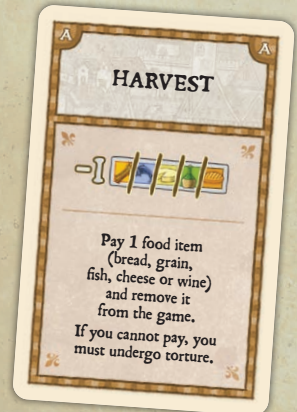 A A
HARVEST
-1
Pay 1 food item
(bread, grain,
fish, cheese or wine)
and remove it
from the game.
If you cannot pay, you
must undergo torture.